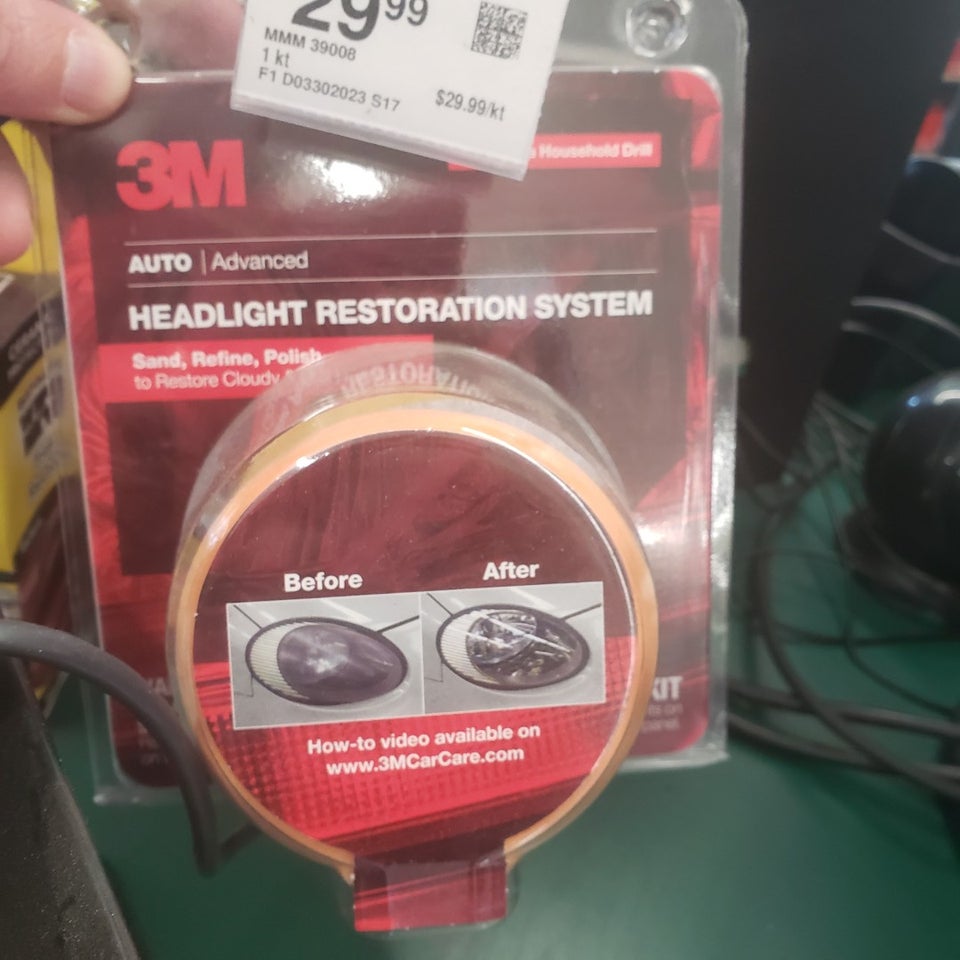 29 99
MMM 39008
1 kt
F1 D03302023 S17
$29.99/kt
3M
Household Drill
AUTO | Advanced
HEADLIGHT RESTORATION SYSTEM
Sand, Refine, Polish
to Restore Cloudy
Before
After
How-to video available on
www.3MCarCare.com
KIT